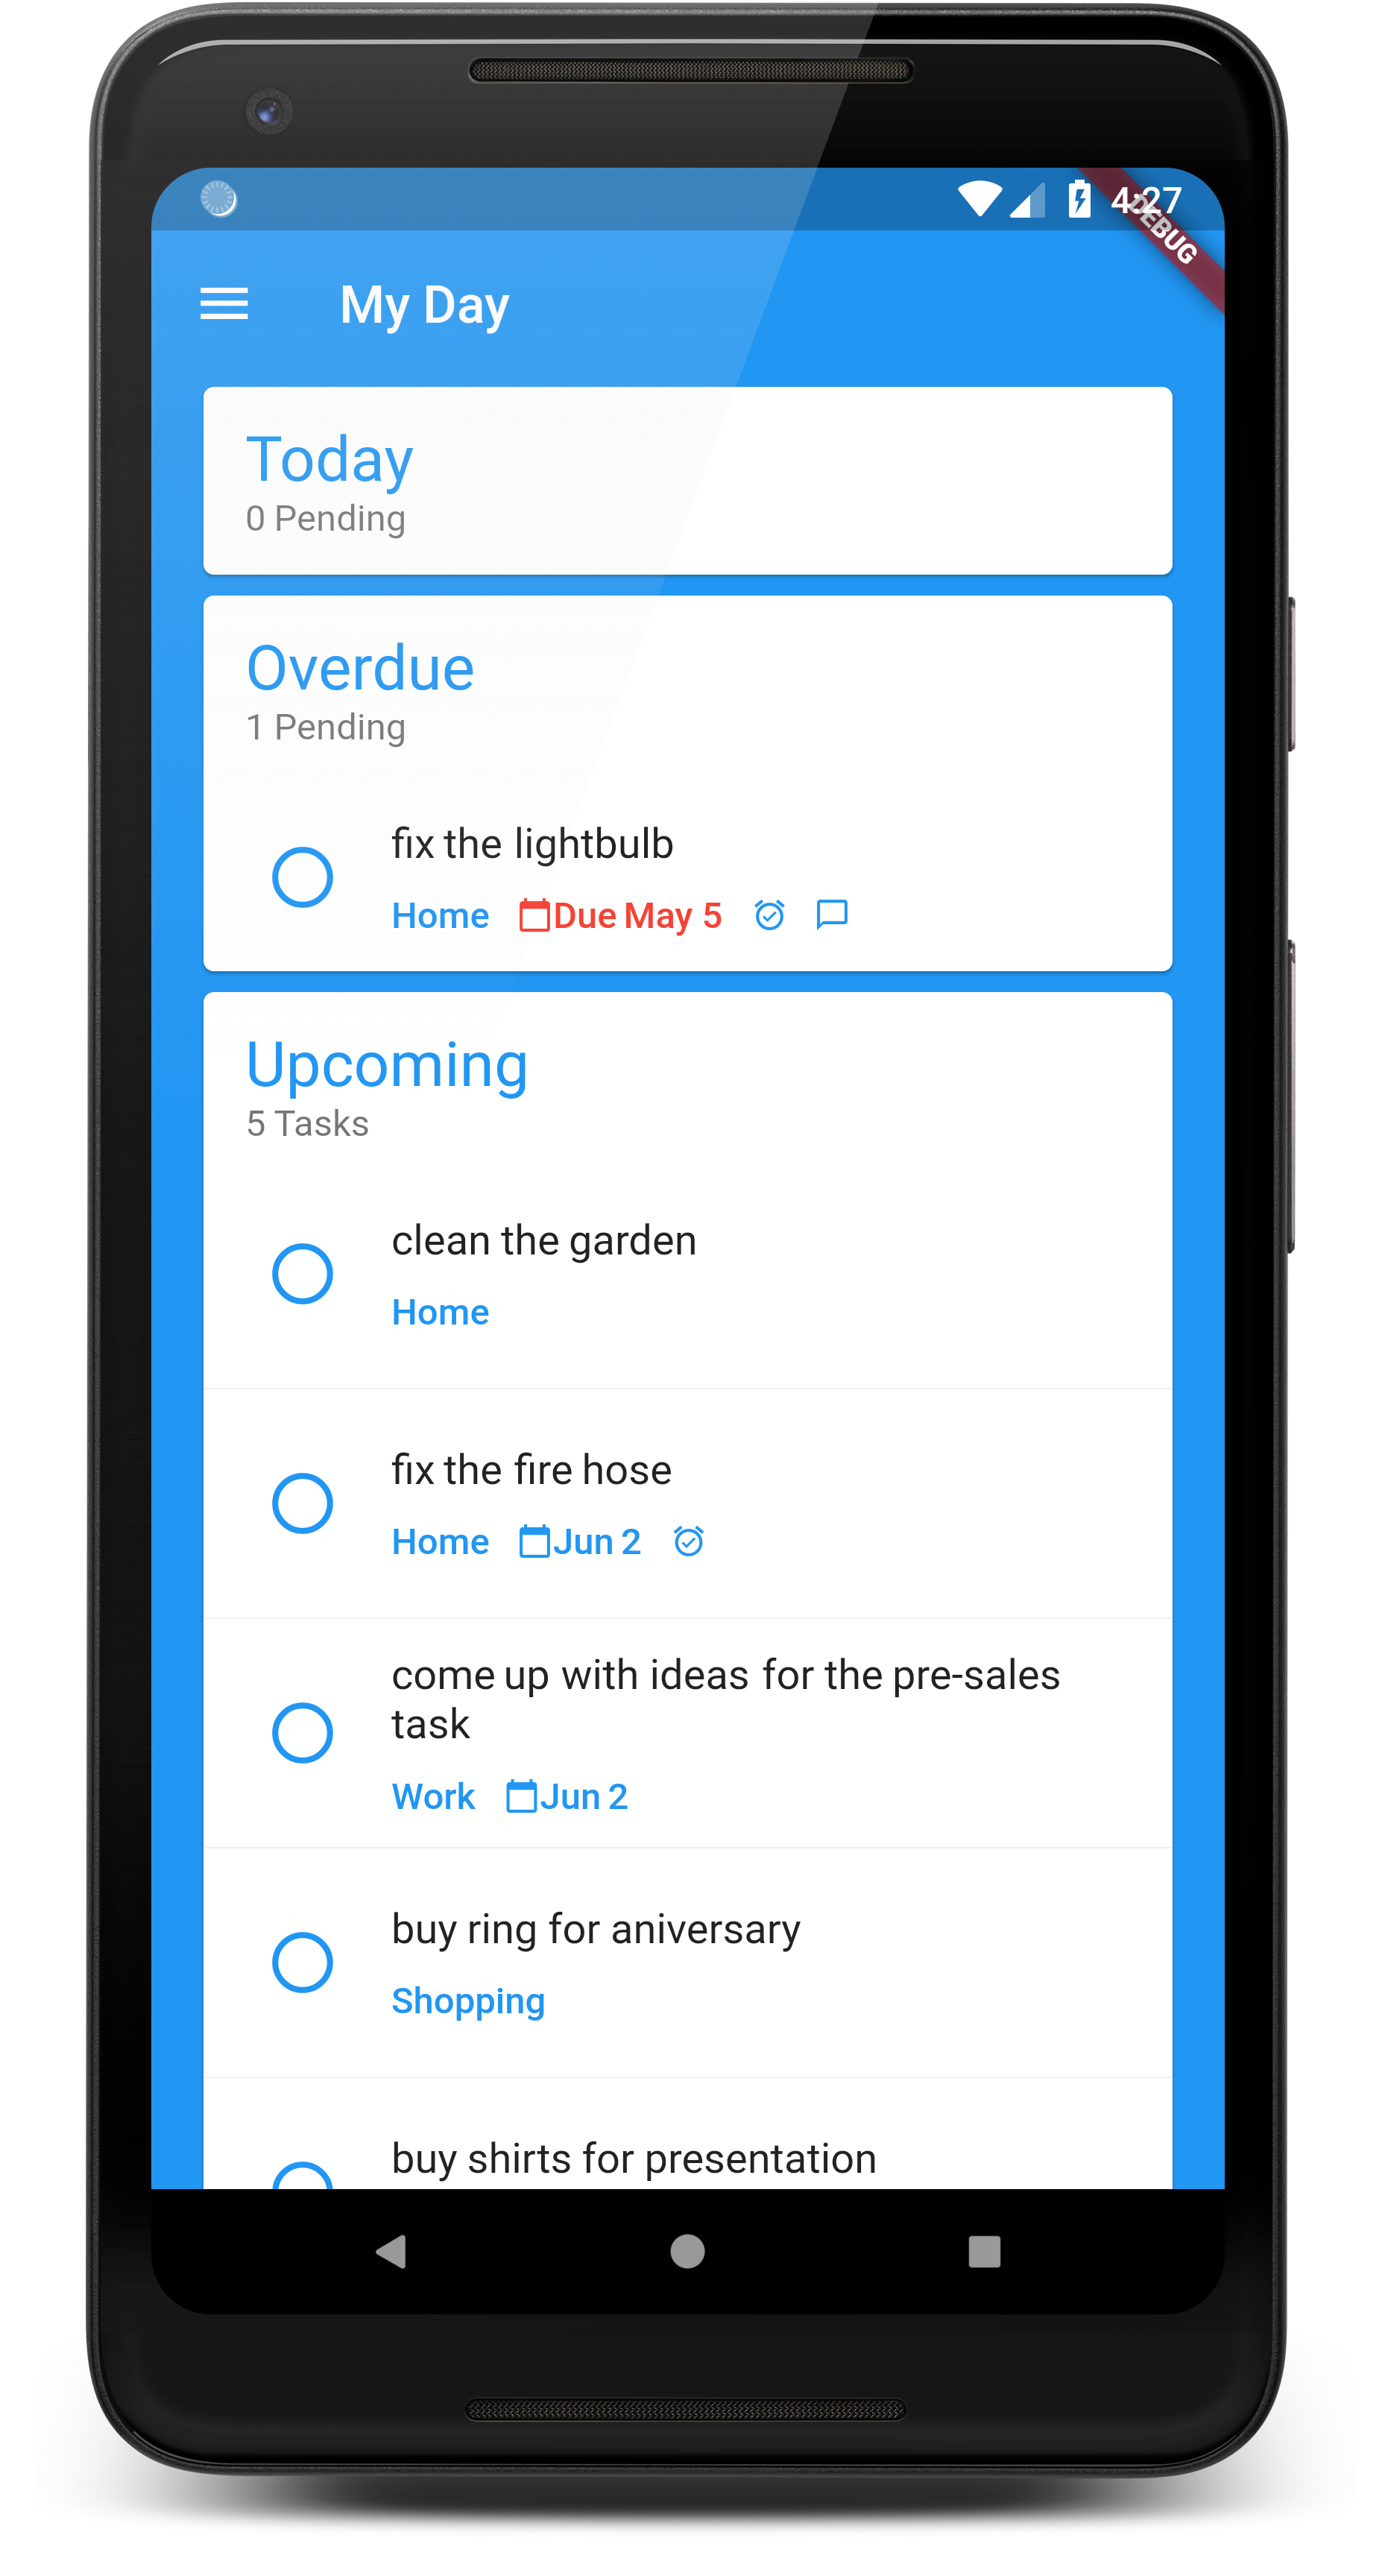 4:27
DEBUG
My Day
Today
0 Pending
Overdue
1 Pending
fix the lightbulb
Home Due May 5
Upcoming
5 Tasks
clean the garden
Home
fix the fire hose
Home Jun 2
come up with ideas for the pre-sales
task
Work Jun 2
buy ring for aniversary
Shopping
buy shirts for presentation